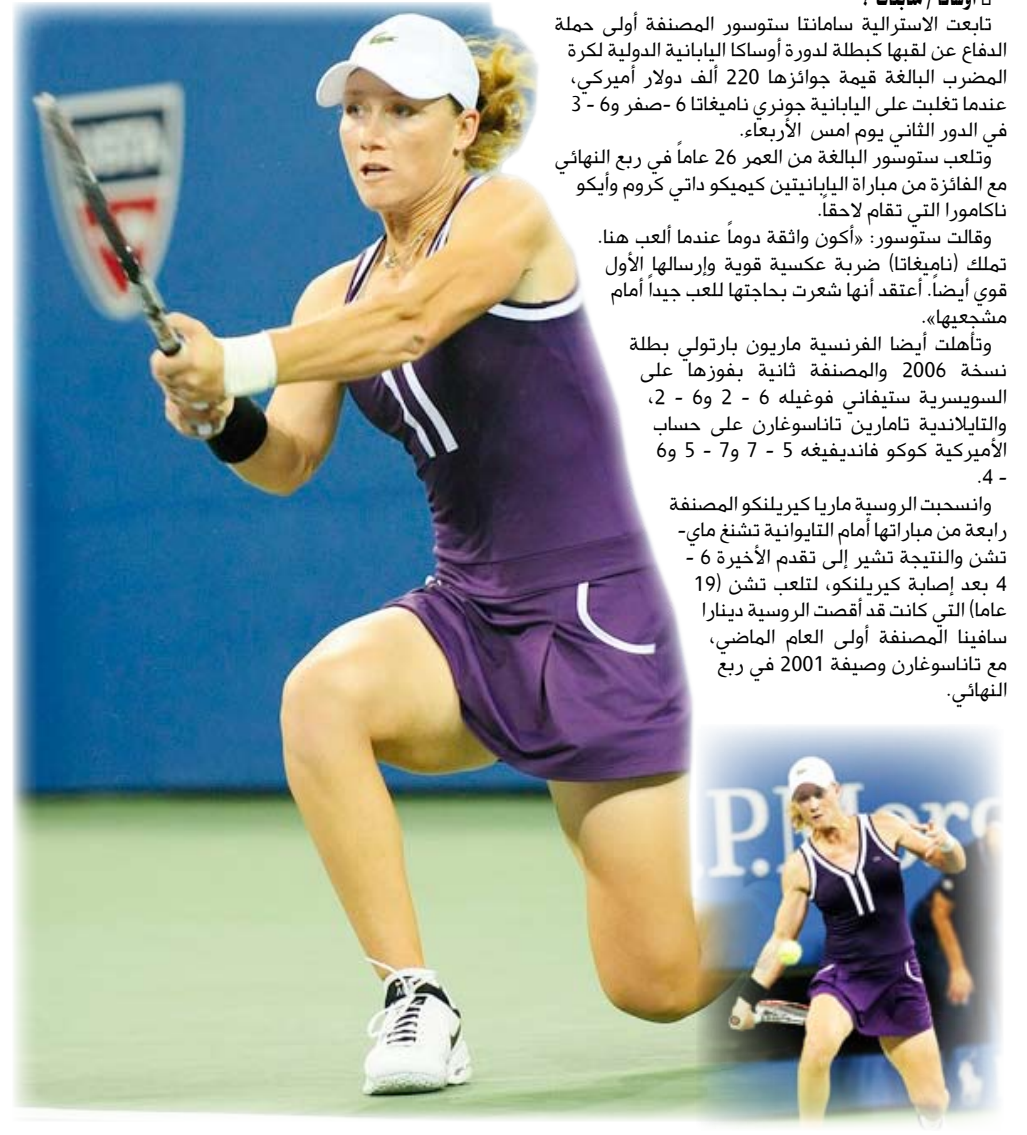 تابعت الاسترالية سامانتا ستوسور المصنفة أولى حملة
الدفاع عن لقبها كبطلة لدورة أوساكا اليابانية الدولية لكرة
المضرب البالغة قيمة جوائزها 220 ألف دولار أميركي،
عندما تغلبت على اليابانية جونري ناميغاتا 6 -صفر و6 - 3
في الدور الثاني يوم امس الأربعاء.
وتلعب ستوسور البالغة من العمر 26 عاماً في ربع النهائي
مع الفائزة من مباراة اليابانيتين كيميكو داتي كروم وأيكو
ناكامورا التي تقام لاحقاً.
وقالت ستوسور: «أكون واثقة دوماً عندما ألعب هنا.
تملك (ناميغاتا) ضربة عكسية قوية وإرسالها الأول
قوي أيضاً. أعتقد أنها شعرت بحاجتها للعب جيداً أمام
مشجعيها».
وتأهلت أيضا الفرنسية ماريون بارتولي بطلة
نسخة 2006 والمصنفة ثانية بفوزها على
السويسرية ستيفاني فوغيله 6 - 2 و6 - 2،
والتايلاندية تامارين تاناسوغارن على حساب
الأميركية كوكو فانديفيغه 5 - 7 و7 - 5 و6
- 4.
وانسحبت الروسية ماريا كيريلنكو المصنفة
رابعة من مباراتها أمام التايوانية تشنغ ماي-
تشن والنتيجة تشير إلى تقدم الأخيرة 6 -
4 بعد إصابة كيريلنكو، لتلعب تشن (19
عاما) التي كانت قد أقصت الروسية دينارا
سافينا المصنفة أولى العام الماضي،
مع تاناسوغارن وصيفة 2001 في ربع
النهائي.
.P.Morg